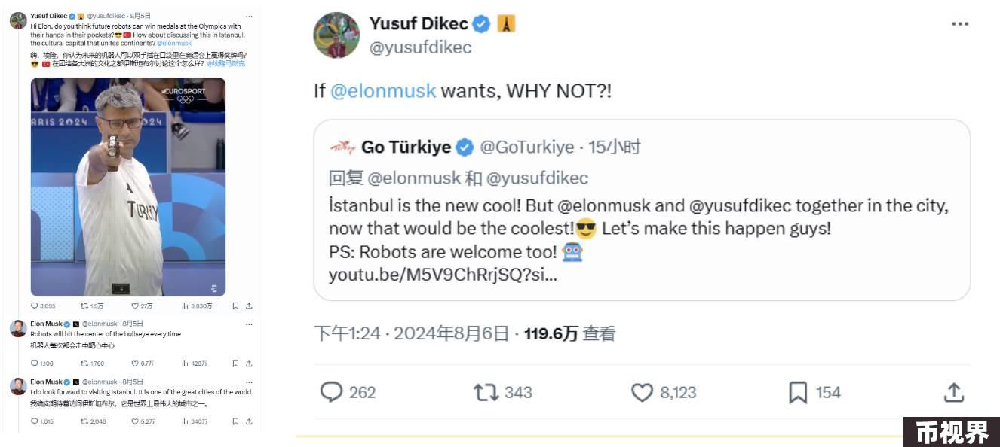 Yusuf Dikec @yusufdikec · 8月5日
Hi Elon, do you think future robots can win medals at the Olympics with
their hands in their pockets?😎🇹🇷 How about discussing this in Istanbul,
the cultural capital that unites continents? @elonmusk
嗨，埃隆，你认为未来的机器人可以双手插在口袋里在奥运会上赢得奖牌吗？
😎 🇹🇷 在团结各大洲的文化之都伊斯坦布尔讨论这个怎么样？ @埃隆马斯克
EUROSPORT
ARIS 2024
024
TÜRKİY
3,095 1.9万 27万 3,830万
Elon Musk @elonmusk · 8月5日
Robots will hit the center of the bullseye every time
机器人每次都会击中靶心中心
1,106 1,760 6.7万 428万
Elon Musk @elonmusk · 8月5日
I do look forward to visiting Istanbul. It is one of the great cities of the world.
我确实期待着访问伊斯坦布尔。它是世界上最伟大的城市之一。
1,015 2,048 5.2万 340万
Yusuf Dikec
@yusufdikec
If @elonmusk wants, WHY NOT?!
Go Türkiye @GoTurkiye · 15小时
回复 @elonmusk 和 @yusufdikec
İstanbul is the new cool! But @elonmusk and @yusufdikec together in the city,
now that would be the coolest!😎 Let’s make this happen guys!
PS: Robots are welcome too! 🤖
youtu.be/M5V9ChRrjSQ?si...
下午1:24 · 2024年8月6日 · 119.6万 查看
262 343 8,123 154
币视界